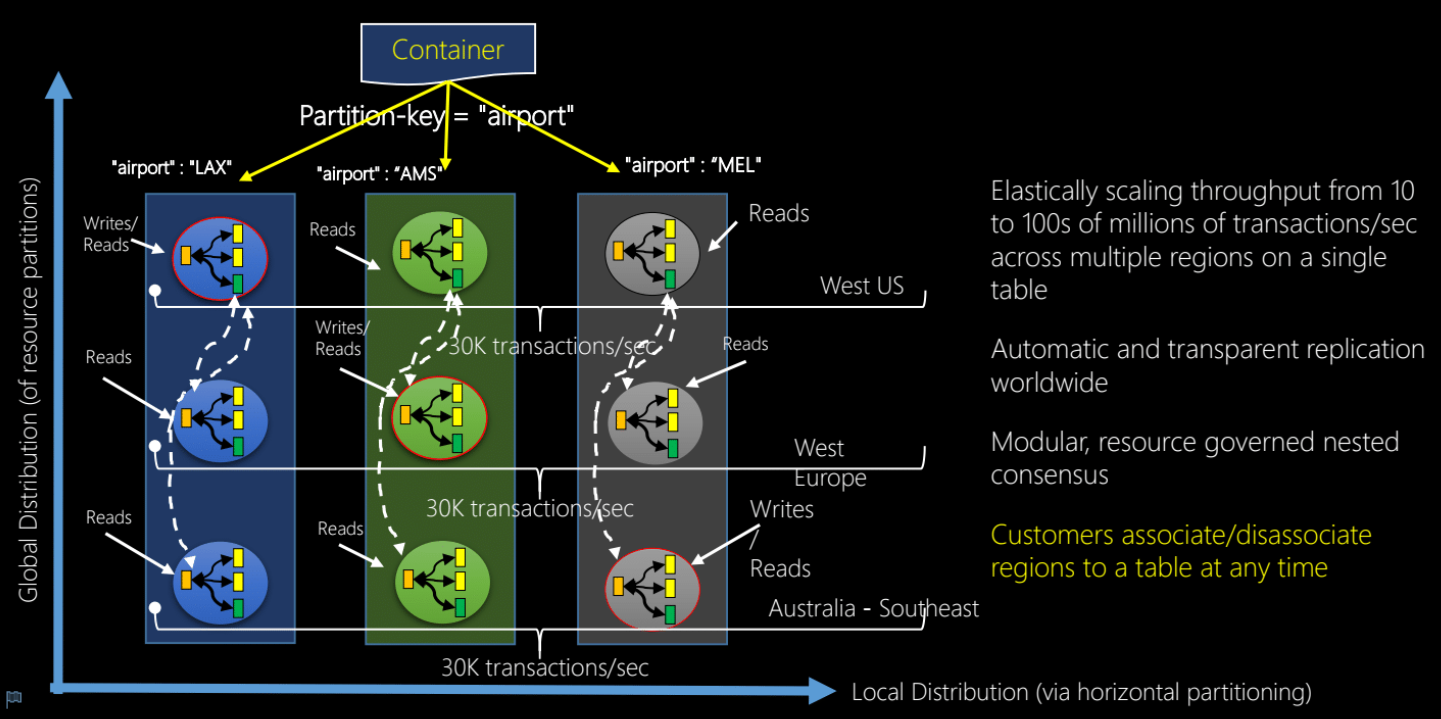 Container
Partition-key = "airport"
"airport" : "LAX"
"airport" : “AMS"
"airport" : “MEL"
Global Distribution (of resource partitions)
Writes/
Reads
Reads
Reads
West US
30K transactions/sec
Reads
Writes/
Reads
Reads
West
Europe
30K transactions/sec
Reads
Reads
Writes
/
Reads
Australia - Southeast
30K transactions/sec
Local Distribution (via horizontal partitioning)
Elastically scaling throughput from 10
to 100s of millions of transactions/sec
across multiple regions on a single
table
Automatic and transparent replication
worldwide
Modular, resource governed nested
consensus
Customers associate/disassociate
regions to a table at any time